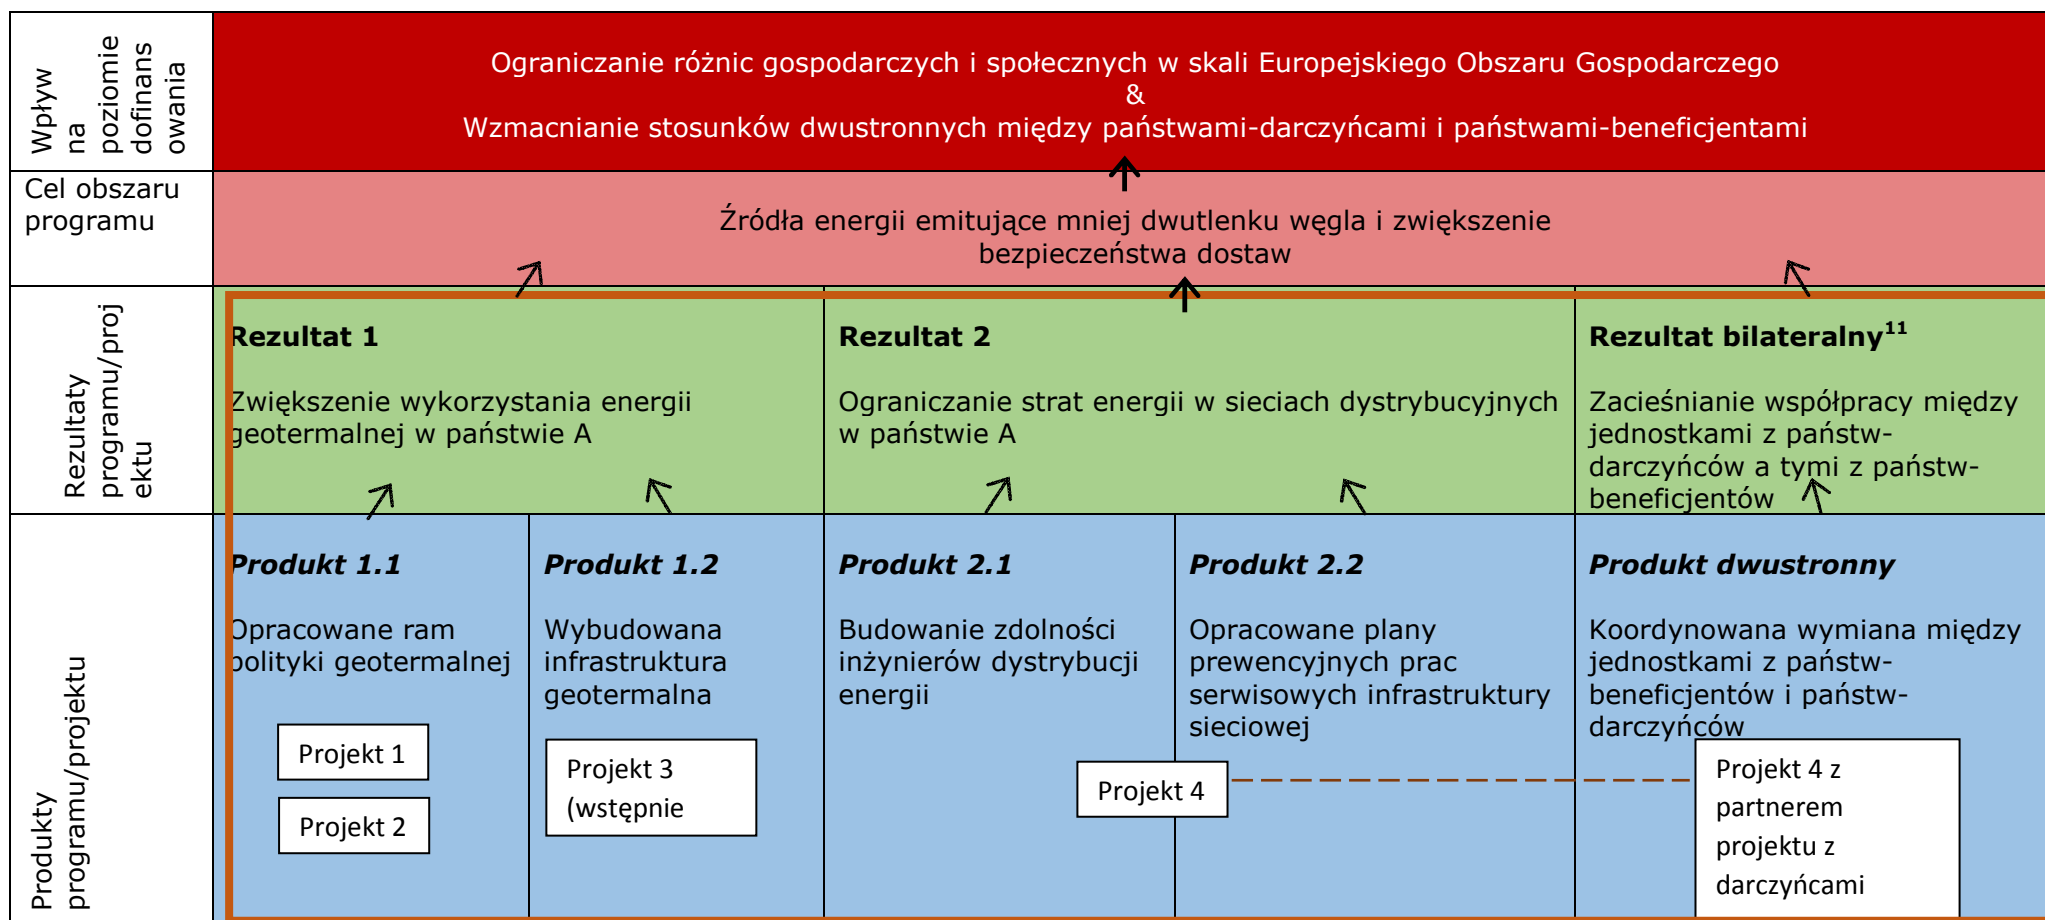 Wpływ
na
poziomie
dofinans
owania
Ograniczanie różnic gospodarczych i społecznych w skali Europejskiego Obszaru Gospodarczego
&
Wzmacnianie stosunków dwustronnych między państwami-darczyńcami i państwami-beneficjentami
Cel obszaru
programu
Źródła energii emitujące mniej dwutlenku węgla i zwiększenie
bezpieczeństwa dostaw
Rezultaty
programu/proj
ektu
Rezultat 1
Zwiększenie wykorzystania energii
geotermalnej w państwie A
Rezultat 2
Ograniczanie strat energii w sieciach dystrybucyjnych
w państwie A
Rezultat bilateralny11
Zacieśnianie współpracy między
jednostkami z państw-
darczyńców a tymi z państw-
beneficjentów
Produkty
programu/projektu
Produkt 1.1
Opracowane ram
polityki geotermalnej
Projekt 1
Projekt 2
Produkt 1.2
Wybudowana
infrastruktura
geotermalna
Projekt 3
(wstępnie
Produkt 2.1
Budowanie zdolności
inżynierów dystrybucji
energii
Projekt 4
Produkt 2.2
Opracowane plany
prewencyjnych prac
serwisowych infrastruktury
sieciowej
Produkt dwustronny
Koordynowana wymiana między
jednostkami z państw-
beneficjentów i państw-
darczyńców
Projekt 4 z
partnerem
projektu z
darczyńcami